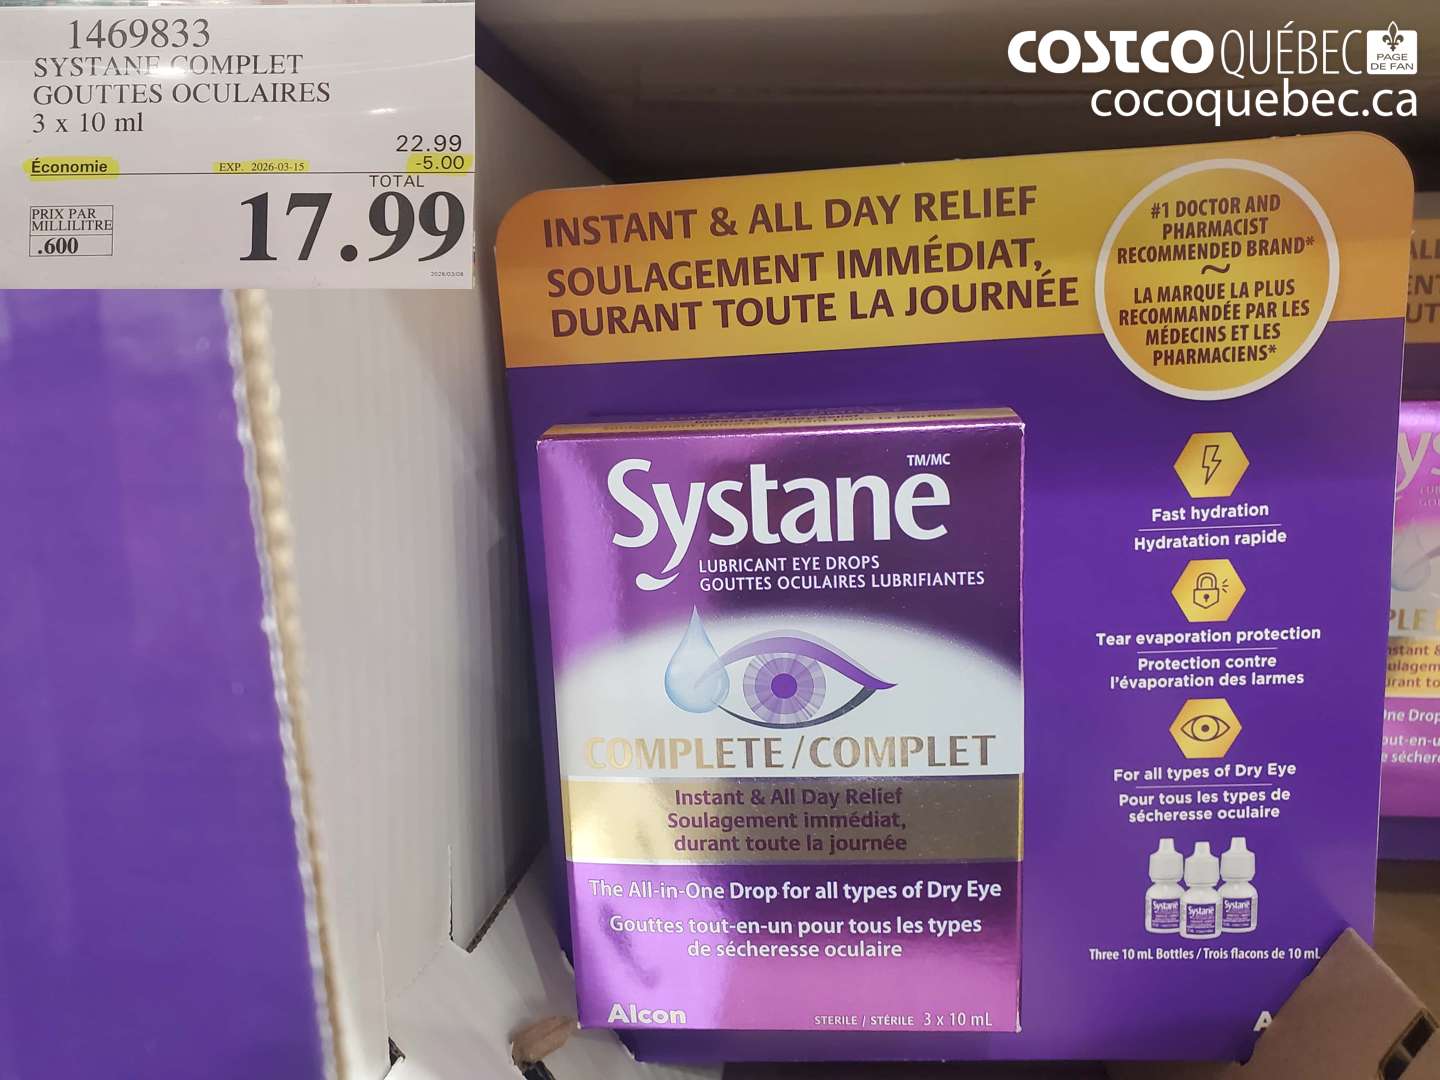 1469833
SYSTANE COMPLET
GOUTTES OCULAIRES
3 x 10 ml
22.99
Économie
EXP. 2026-03-15
-5.00
TOTAL
17.99
PRIX PAR
MILLILITRE
.600
COSTCO QUÉBEC
PAGE
DE FAN
cocoquebec.ca
INSTANT & ALL DAY RELIEF
SOULAGEMENT IMMÉDIAT,
DURANT TOUTE LA JOURNÉE
#1 DOCTOR AND
PHARMACIST
RECOMMENDED BRAND*
~
LA MARQUE LA PLUS
RECOMMANDÉE PAR LES
MÉDECINS ET LES
PHARMACIENS*
Systane
TM/MC
LUBRICANT EYE DROPS
GOUTTES OCULAIRES LUBRIFIANTES
COMPLETE/COMPLET
Instant & All Day Relief
Soulagement immédiat,
durant toute la journée
The All-in-One Drop for all types of Dry Eye
Gouttes tout-en-un pour tous les types
de sécheresse oculaire
Alcon
STERILE / STÉRILE 3 x 10 mL
Fast hydration
Hydratation rapide
Tear evaporation protection
Protection contre
l'évaporation des larmes
For all types of Dry Eye
Pour tous les types de
sécheresse oculaire
Systane
Systane
Systane
Three 10 mL Bottles / Trois flacons de 10 mL